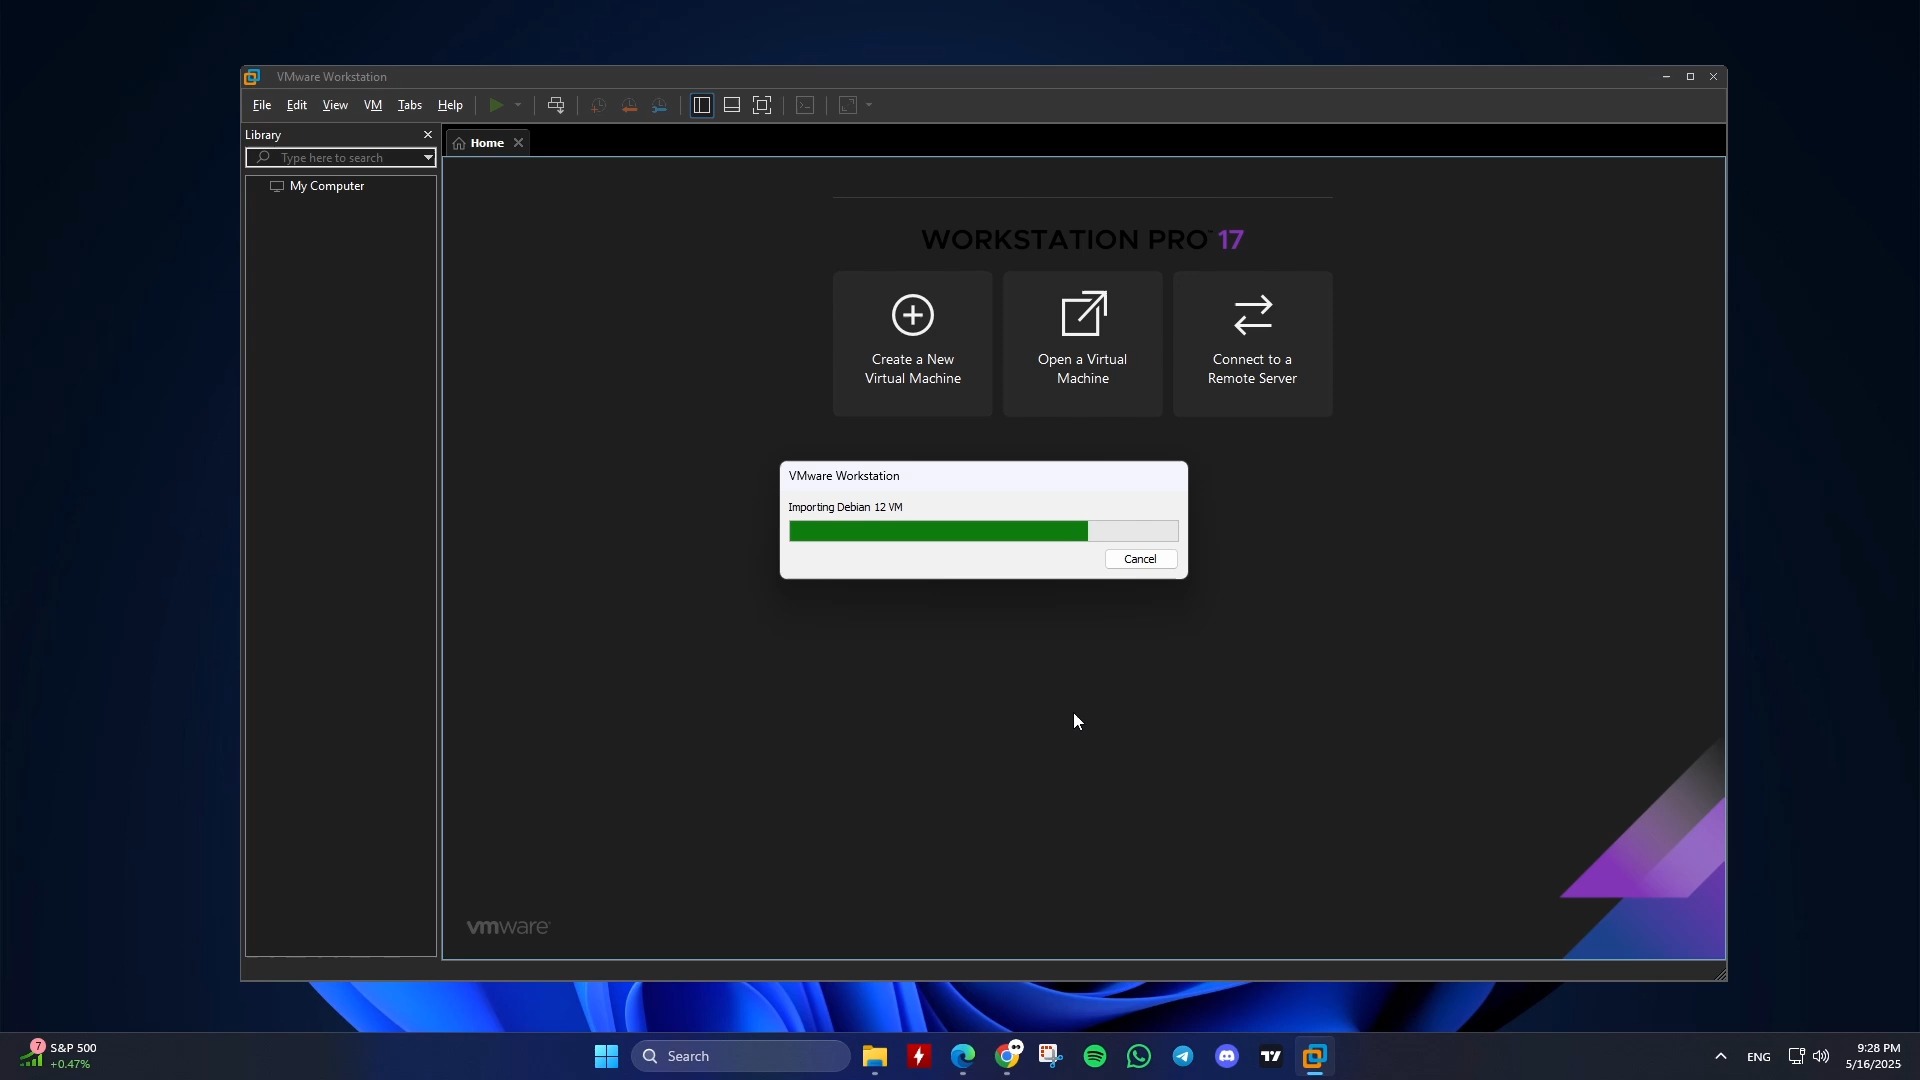 VMware Workstation
File Edit View VM Tabs Help
Library
Home
Type here to search
My Computer
WORKSTATION PRO™ 17
Create a New
Virtual Machine
Open a Virtual
Machine
Connect to a
Remote Server
VMware Workstation
Importing Debian 12 VM
Cancel
vmware
7
S&P 500
+0.47%
Search
ENG
9:28 PM
5/16/2025